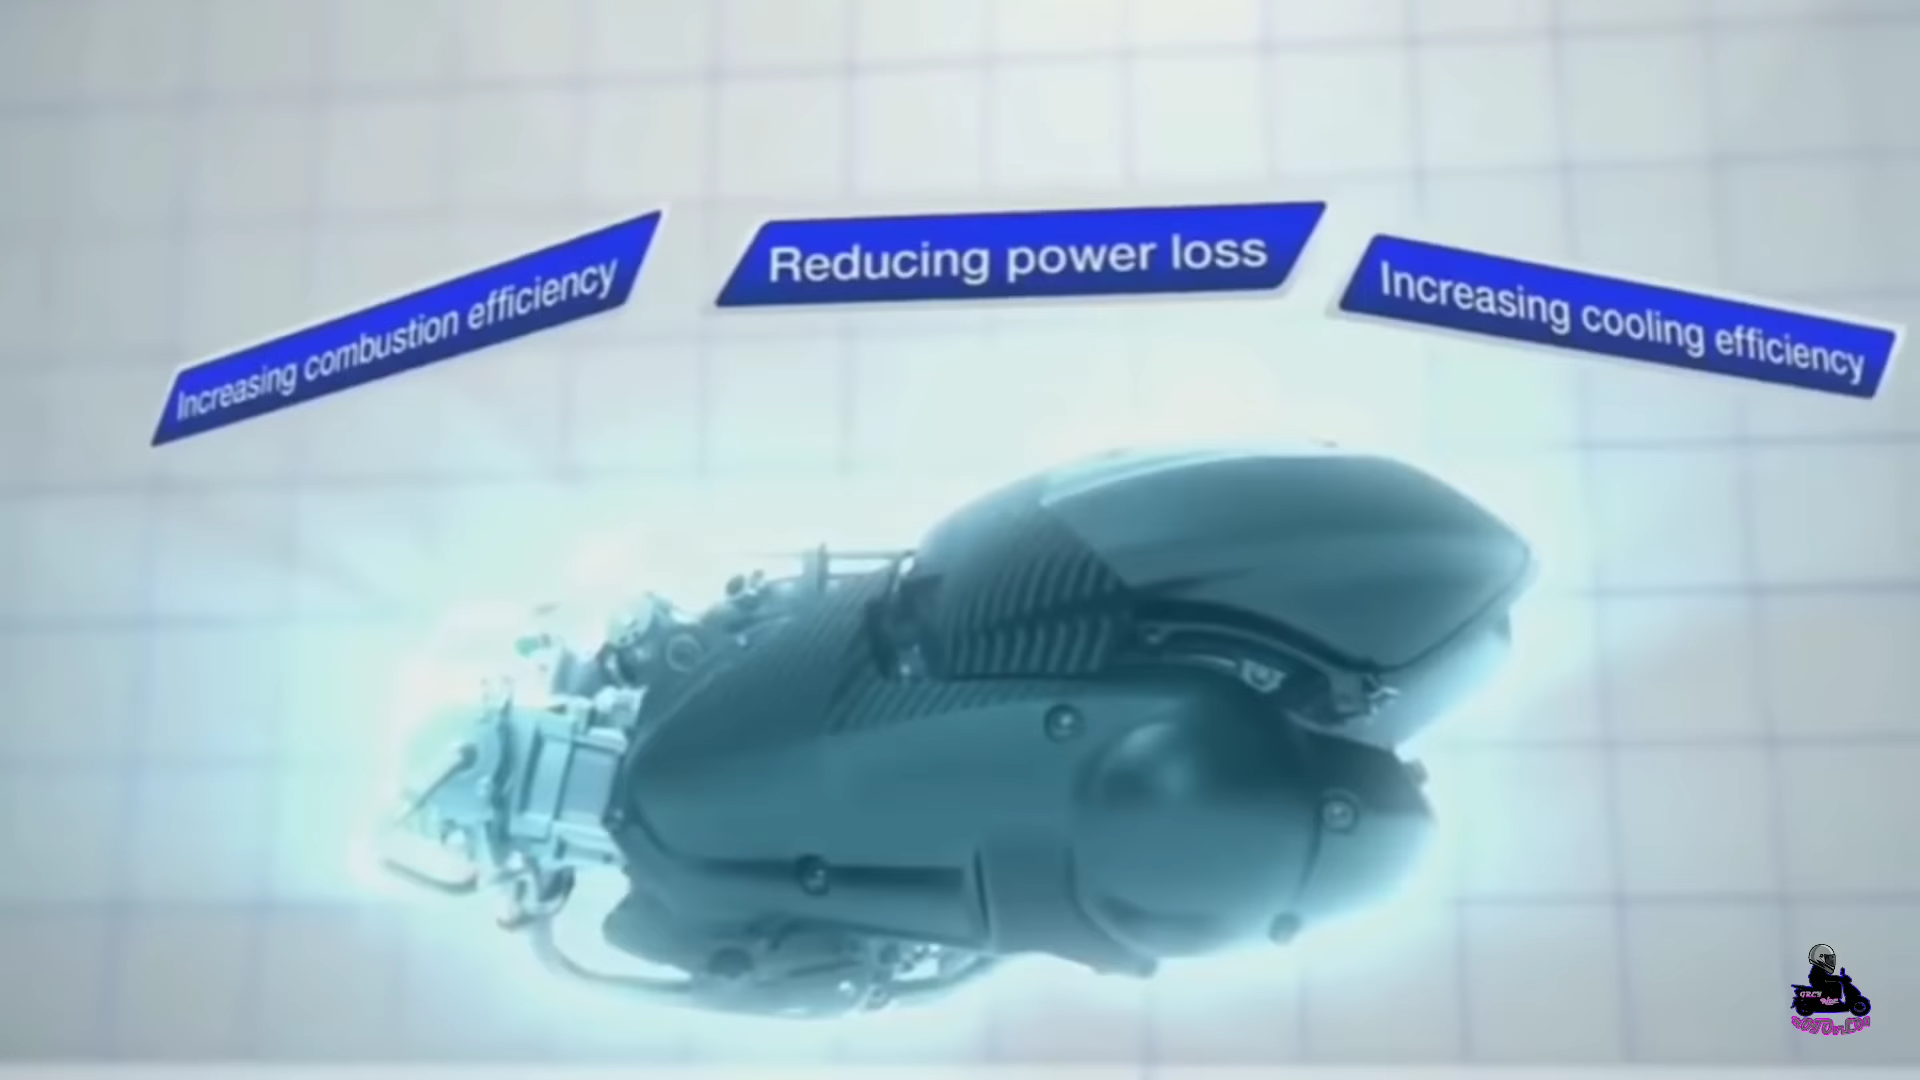 Increasing combustion efficiency
Reducing power loss
Increasing cooling efficiency